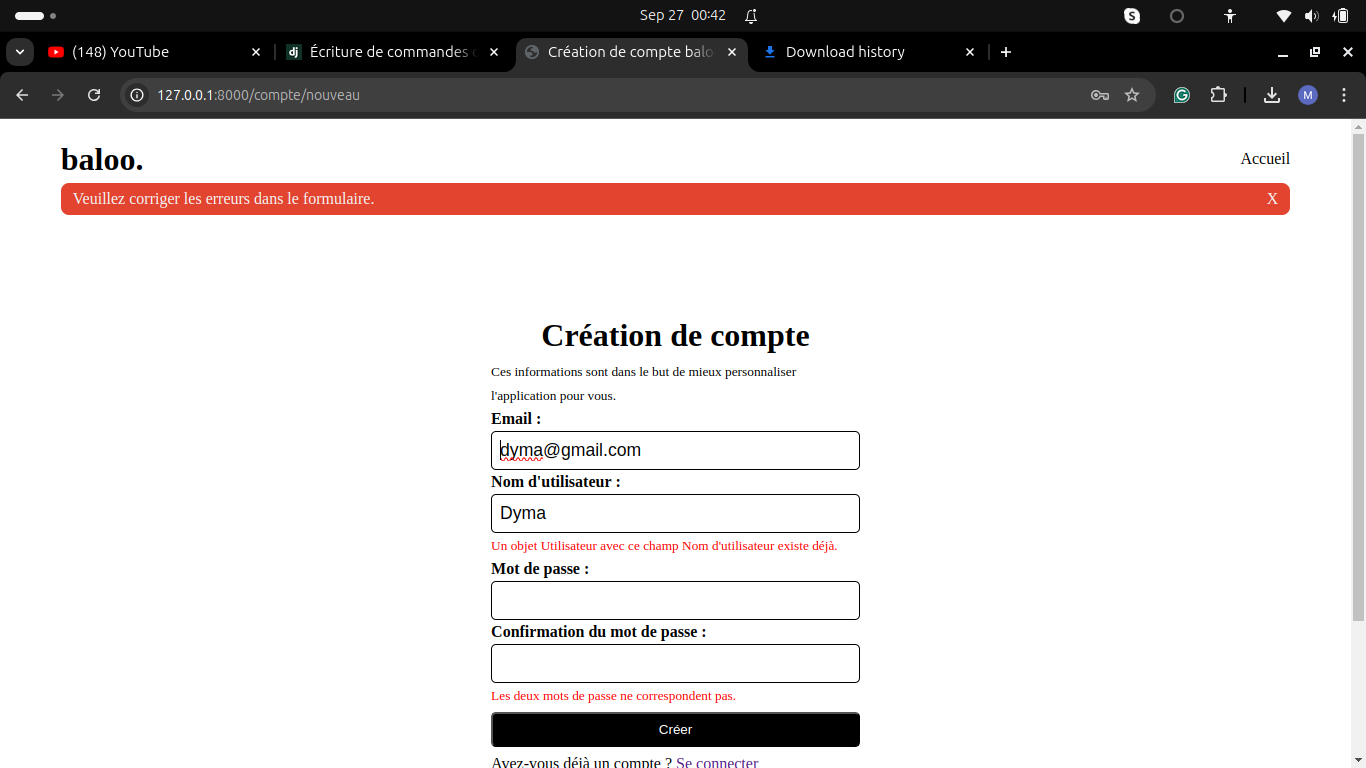 Sep 27 00:42
(148) YouTube
Écriture de commandes
Création de compte balo
Download history
127.0.0.1:8000/compte/nouveau
M
baloo.
Accueil
Veuillez corriger les erreurs dans le formulaire.
X
Création de compte
Ces informations sont dans le but de mieux personnaliser
l'application pour vous.
Email :
dyma@gmail.com
Nom d'utilisateur :
Dyma
Un objet Utilisateur avec ce champ Nom d'utilisateur existe déjà.
Mot de passe :
Confirmation du mot de passe :
Les deux mots de passe ne correspondent pas.
Créer
Avez-vous déjà un compte ? Se connecter